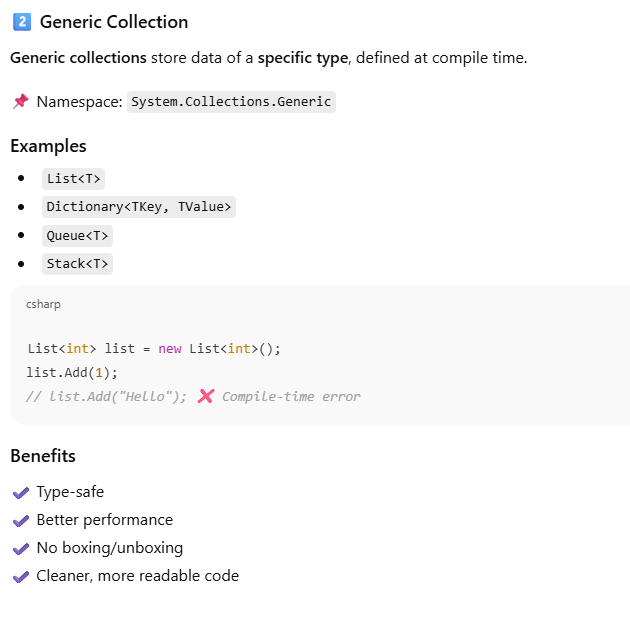 2 Generic Collection
Generic collections store data of a specific type, defined at compile time.
📌 Namespace: System.Collections.Generic
Examples
• List<T>
• Dictionary<TKey, TValue>
• Queue<T>
• Stack<T>
csharp
List<int> list = new List<int>();
list.Add(1);
// list.Add("Hello"); ❌ Compile-time error
Benefits
✔ Type-safe
✔ Better performance
✔ No boxing/unboxing
✔ Cleaner, more readable code